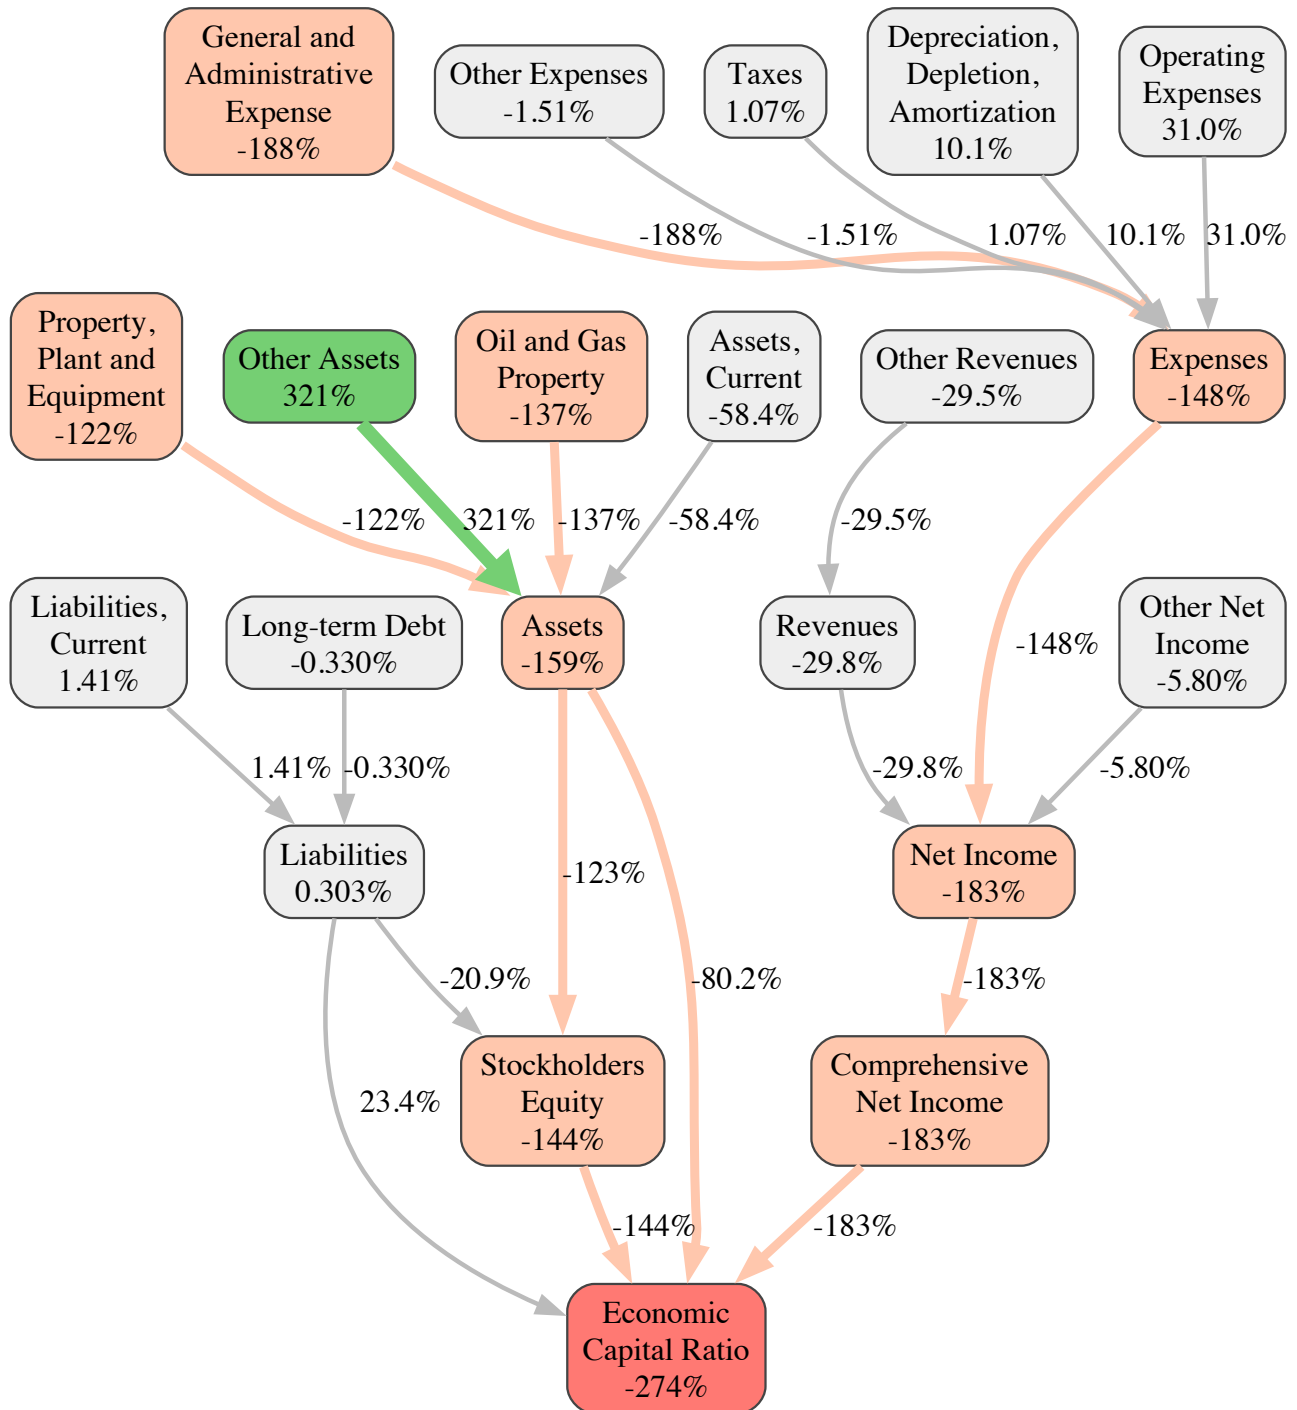 General and
Administrative
Expense
-188%
Other Expenses
-1.51%
Taxes
1.07%
Depreciation,
Depletion,
Amortization
10.1%
Operating
Expenses
31.0%
-188%
-1.51%
1.07%
10.1%
31.0%
Property,
Plant and
Equipment
-122%
Other Assets
321%
Oil and Gas
Property
-137%
Assets,
Current
-58.4%
Other Revenues
-29.5%
Expenses
-148%
-122%
321%
-137%
-58.4%
-29.5%
Liabilities,
Current
1.41%
Long-term Debt
-0.330%
Assets
-159%
Revenues
-29.8%
-148%
Other Net
Income
-5.80%
1.41%
-0.330%
-29.8%
-5.80%
Liabilities
0.303%
-123%
Net Income
-183%
-20.9%
-80.2%
-183%
23.4%
Stockholders
Equity
-144%
Comprehensive
Net Income
-183%
-144%
-183%
Economic
Capital Ratio
-274%